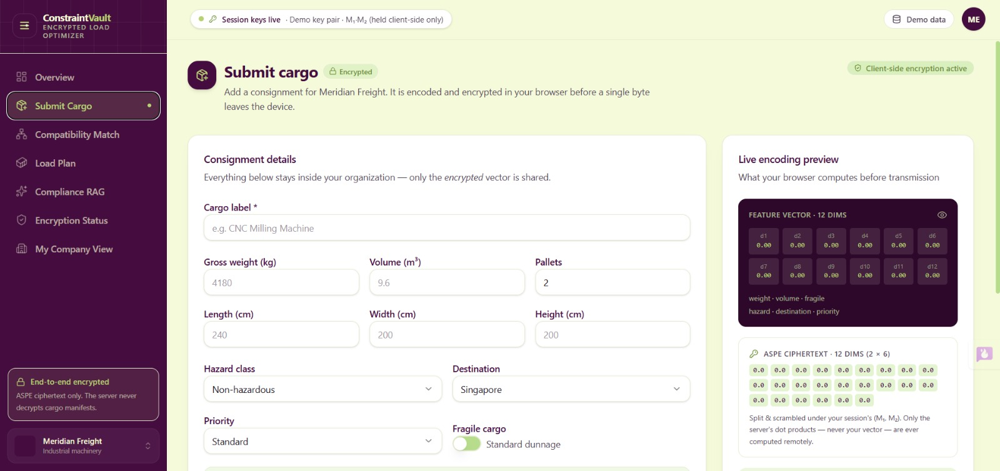 ConstraintVault
ENCRYPTED LOAD
OPTIMIZER
Overview
Submit Cargo
Compatibility Match
Load Plan
Compliance RAG
Encryption Status
My Company View
End-to-end encrypted
ASPE ciphertext only. The server never
decrypts cargo manifests.
Meridian Freight
Industrial machinery
Session keys live · Demo key pair · M₁·M₂ (held client-side only)
Demo data
ME
Submit cargo
Encrypted
Client-side encryption active
Add a consignment for Meridian Freight. It is encoded and encrypted in your browser before a single byte
leaves the device.
Consignment details
Everything below stays inside your organization — only the encrypted vector is shared.
Cargo label *
e.g. CNC Milling Machine
Gross weight (kg) Volume (m³) Pallets
4180 9.6 2
Length (cm) Width (cm) Height (cm)
240 200 200
Hazard class Destination
Non-hazardous Singapore
Priority Fragile cargo
Standard Standard dunnage
Live encoding preview
What your browser computes before transmission
FEATURE VECTOR · 12 DIMS
d1 d2 d3 d4 d5 d6
0.00 0.00 0.00 0.00 0.00 0.00
d7 d8 d9 d10 d11 d12
0.00 0.00 0.00 0.00 0.00 0.00
weight · volume · fragile
hazard · destination · priority
ASPE CIPHERTEXT · 12 DIMS (2 × 6)
0.0 0.0 0.0 0.0 0.0 0.0 0.0 0.0 0.0
0.0 0.0 0.0 0.0 0.0 0.0 0.0 0.0 0.0
0.0 0.0 0.0 0.0 0.0 0.0
Split & scrambled under your session's (M₁, M₂). Only the
server's dot products — never your vector — are ever
computed remotely.